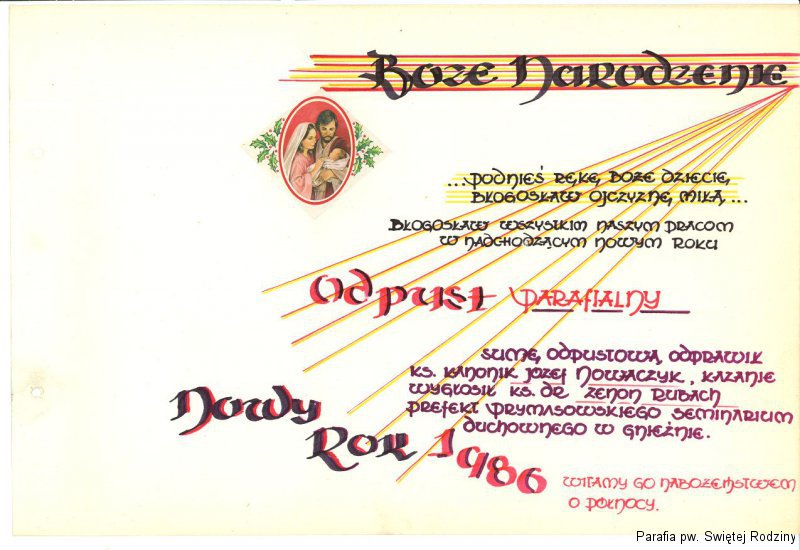 Boże Narodzenie
...Podnieś rękę, Boże Dziecię,
błogosław Ojczyznę, miłą,...
Błogosław wszystkim naszym pracom
w nadchodzącym nowym roku
Odpust parafialny
Sumę, odpustową, odprawił
ks. kanonik Józef Nowaczyk, kazanie
wygłosił ks. dr Zenon Rubach
prefekt Prymasowskiego Seminarium
Duchownego w Gnieźnie.
Nowy
Rok 1986
Witamy go nabożeństwem
o północy.
Parafia pw. Swiętej Rodziny